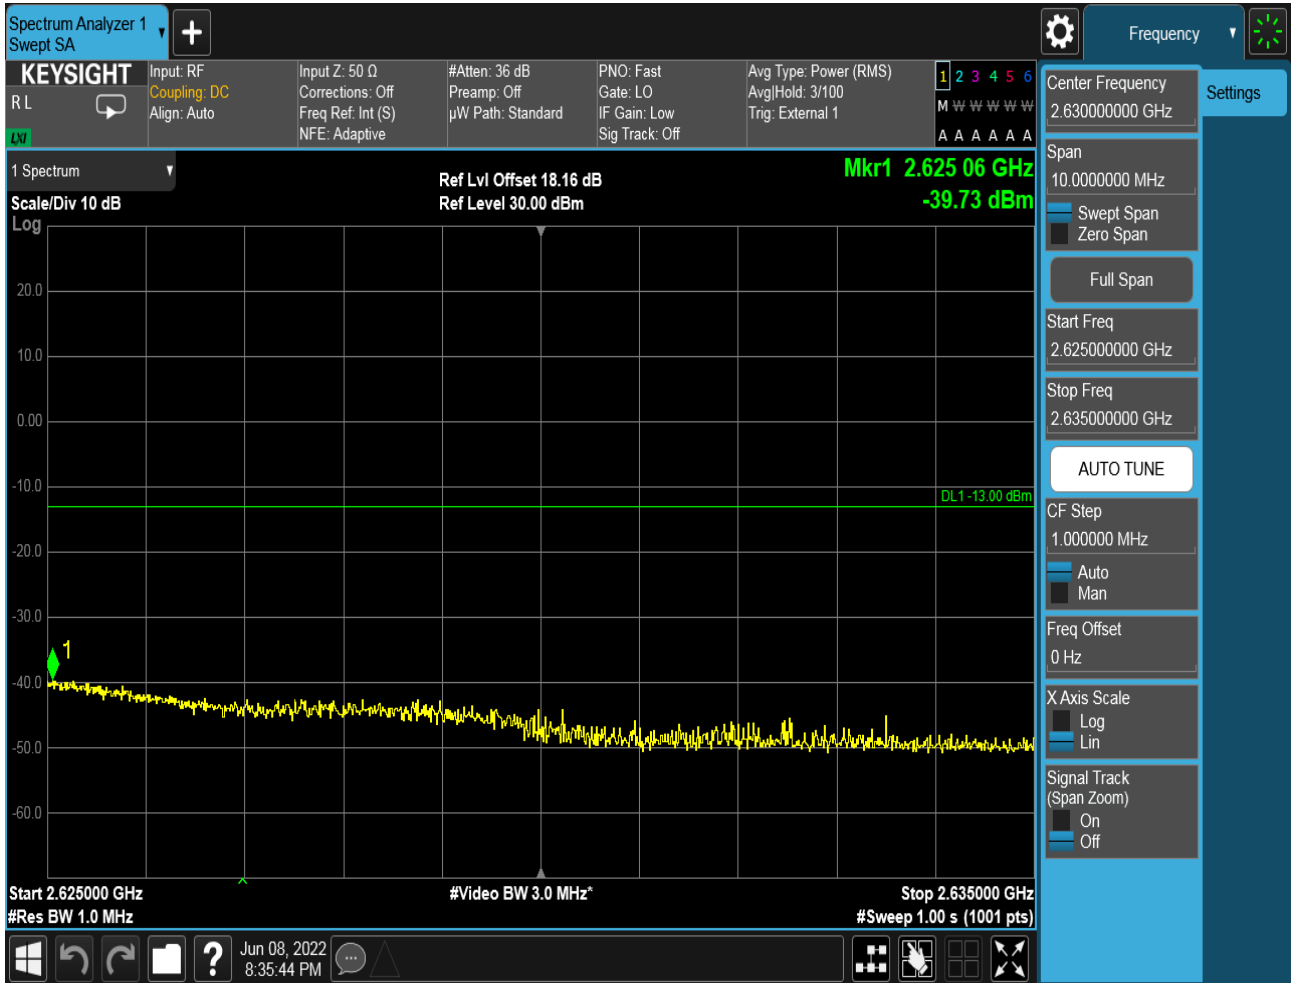 Spectrum Analyzer 1
Swept SA
Frequency
KEYSIGHT
R L
LXI
Input: RF
Coupling: DC
Align: Auto
Input Z: 50 Ω
Corrections: Off
Freq Ref: Int (S)
NFE: Adaptive
#Atten: 36 dB
Preamp: Off
µW Path: Standard
PNO: Fast
Gate: LO
IF Gain: Low
Sig Track: Off
Avg Type: Power (RMS)
Avg|Hold: 3/100
Trig: External 1
1 2 3 4 5 6
M W W W W W
A A A A A A
1 Spectrum
Scale/Div 10 dB
Log
Ref Lvl Offset 18.16 dB
Ref Level 30.00 dBm
Mkr1 2.625 06 GHz
-39.73 dBm
20.0
10.0
0.00
-10.0
-20.0
-30.0
-40.0
-50.0
-60.0
DL1 -13.00 dBm
1
Start 2.625000 GHz
#Res BW 1.0 MHz
#Video BW 3.0 MHz*
Stop 2.635000 GHz
#Sweep 1.00 s (1001 pts)
Jun 08, 2022
8:35:44 PM
?
Center Frequency
2.630000000 GHz
Settings
Span
10.0000000 MHz
Swept Span
Zero Span
Full Span
Start Freq
2.625000000 GHz
Stop Freq
2.635000000 GHz
AUTO TUNE
CF Step
1.000000 MHz
Auto
Man
Freq Offset
0 Hz
X Axis Scale
Log
Lin
Signal Track
(Span Zoom)
On
Off